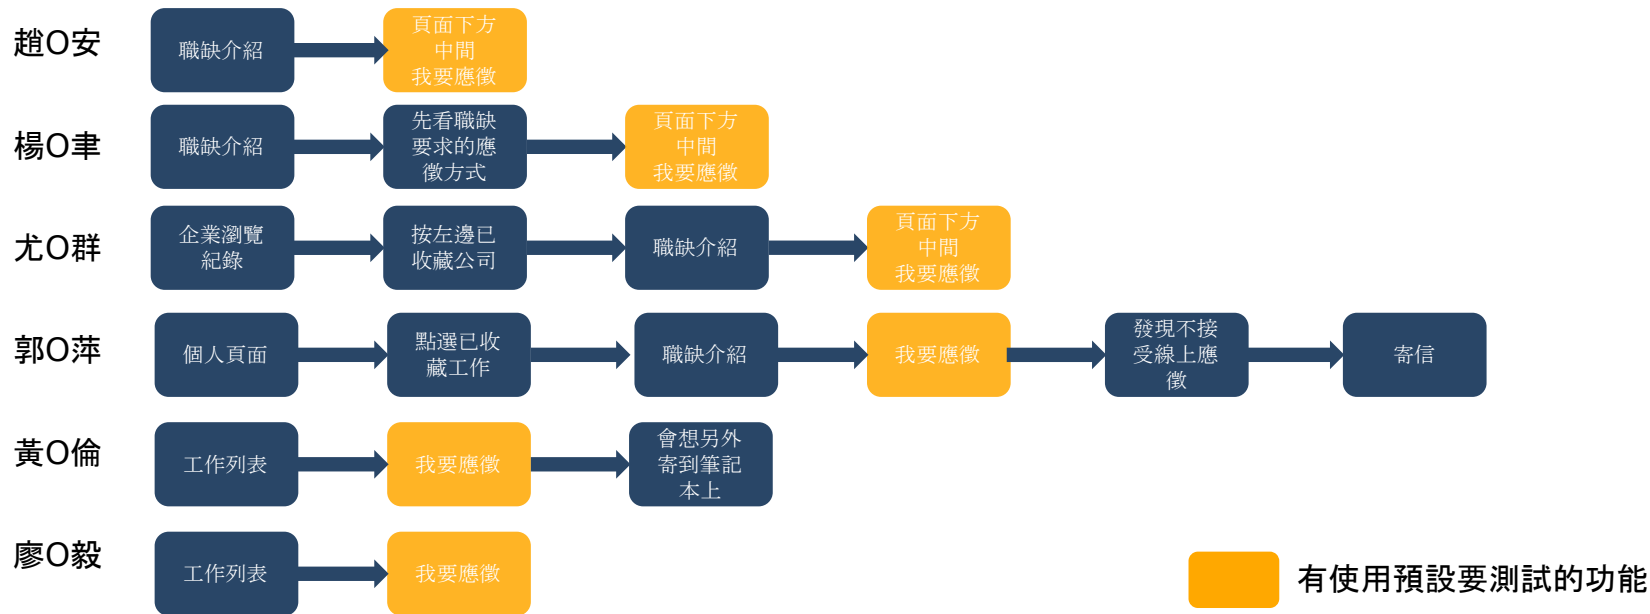 趙O安
職缺介紹
頁面下方
中間
我要應徵
楊O聿
職缺介紹
先看職缺
要求的應
徵方式
頁面下方
中間
我要應徵
尤O群
企業瀏覽
紀錄
按左邊已
收藏公司
職缺介紹
頁面下方
中間
我要應徵
郭O萍
個人頁面
點選已收
藏工作
職缺介紹
我要應徵
發現不接
受線上應
徵
寄信
黃O倫
工作列表
我要應徵
會想另外
寄到筆記
本上
廖O毅
工作列表
我要應徵
有使用預設要測試的功能